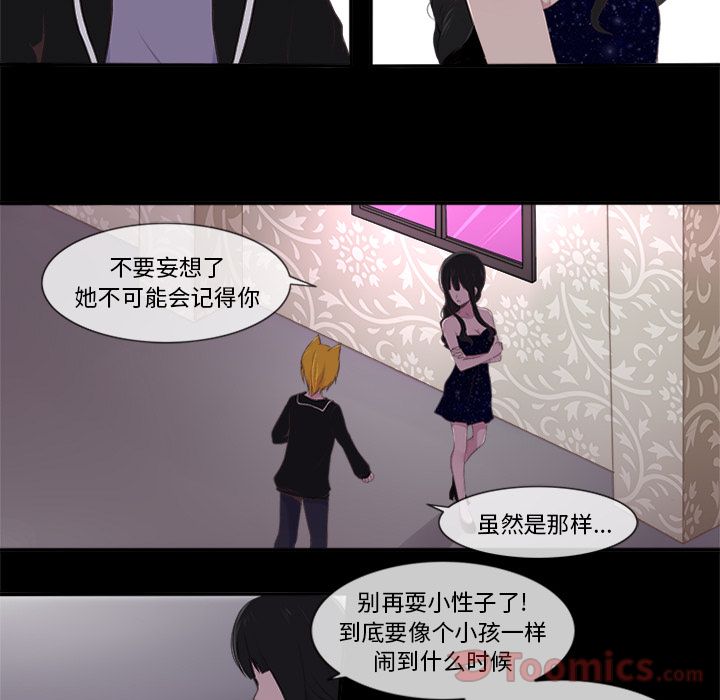 不要妄想了
她不可能会记得你
虽然是那样...
别再耍小性子了!
到底要像个小孩一样
闹到什么时候
Toomics.com